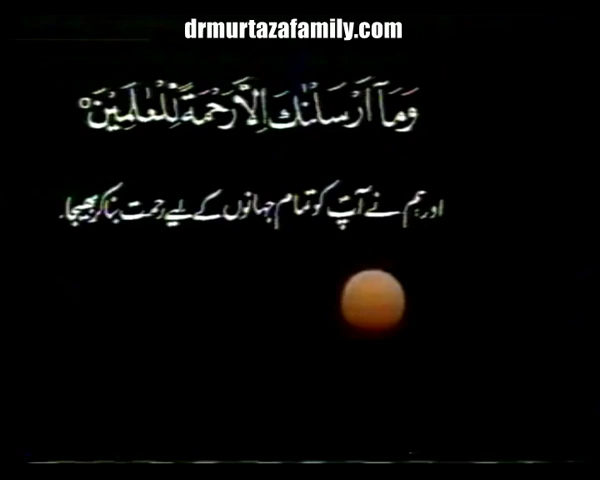 drmurtazafamily.com
وَمَآ اَرْسَلْنٰكَ اِلَّا رَحْمَةً لِّلْعٰلَمِيْنَ ۝
اور ہم نے آپؐ کو تمام جہانوں کے لیے رحمت بنا کر بھیجا۔